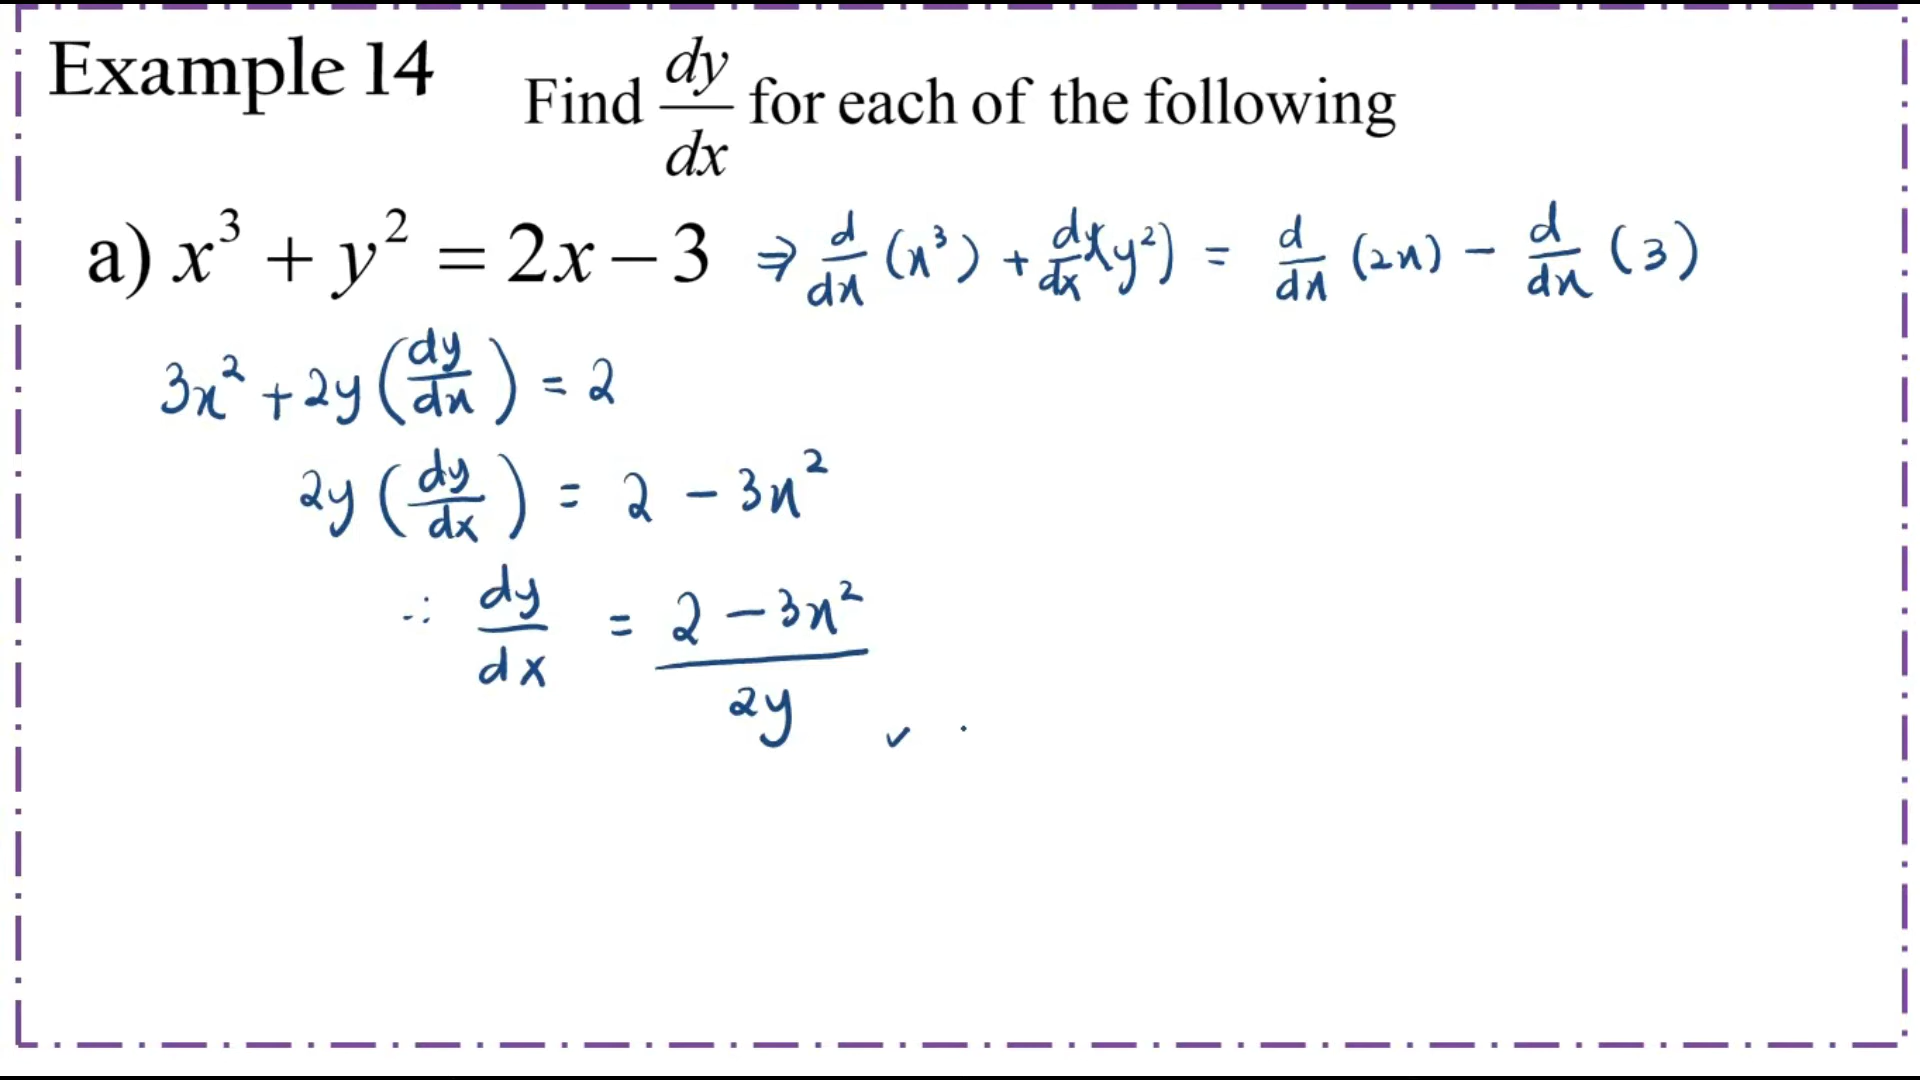 Example 14
Find dy/dx for each of the following
a) x³ + y² = 2x − 3 ⇒ d/dx (x³) + d/dx (y²) = d/dx (2x) − d/dx (3)
3x² + 2y (dy/dx) = 2
2y (dy/dx) = 2 − 3x²
∴ dy/dx = (2 − 3x²)/2y ✓